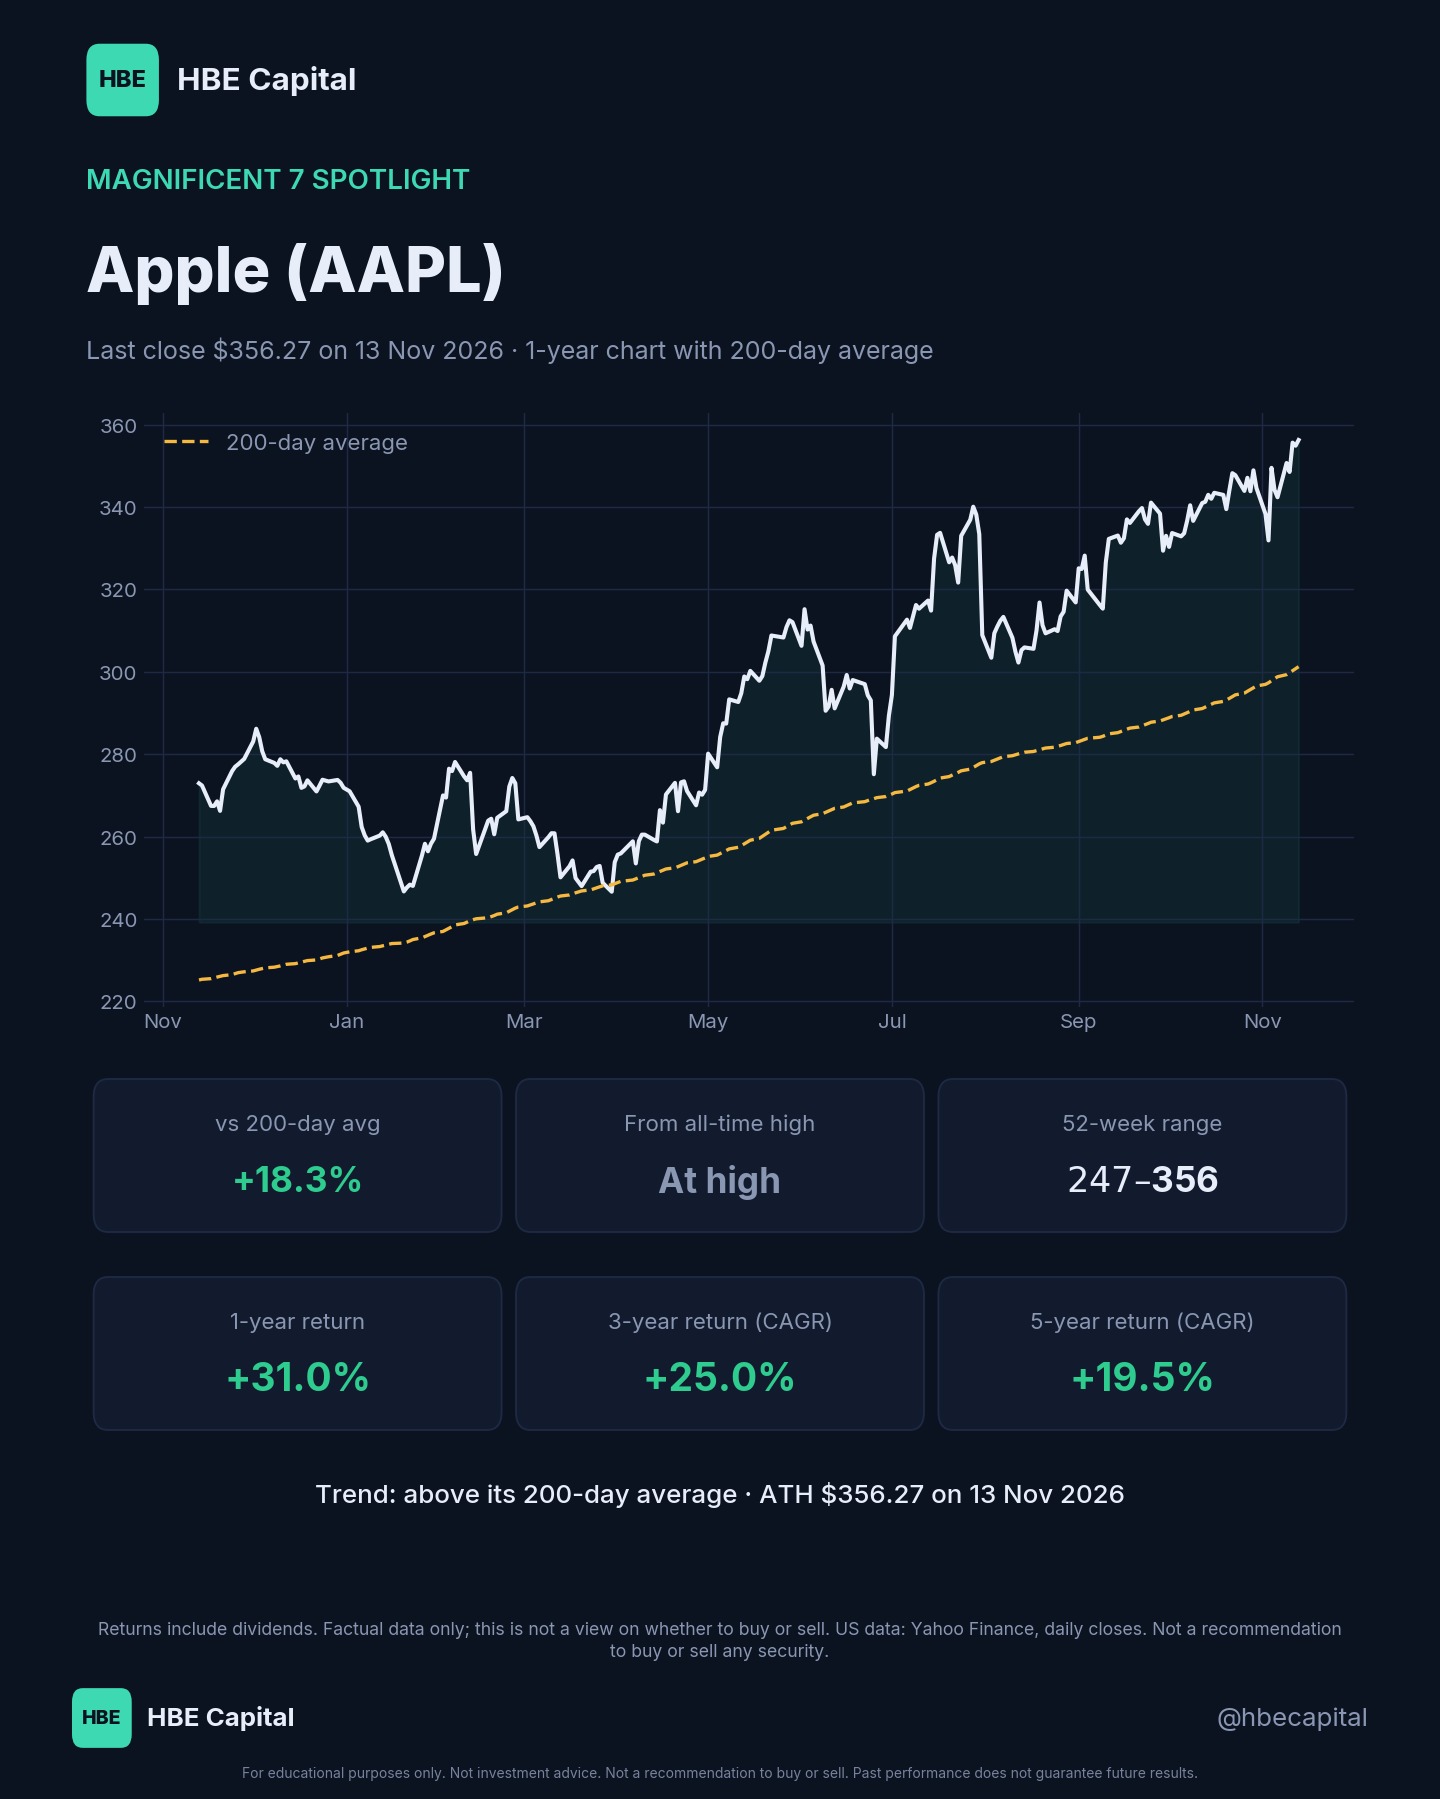 HBE HBE Capital
MAGNIFICENT 7 SPOTLIGHT
Apple (AAPL)
Last close $356.27 on 13 Nov 2026 · 1-year chart with 200-day average
200-day average
360
340
320
300
280
260
240
220
Nov Jan Mar May Jul Sep Nov
vs 200-day avg
+18.3%
From all-time high
At high
52-week range
247–356
1-year return
+31.0%
3-year return (CAGR)
+25.0%
5-year return (CAGR)
+19.5%
Trend: above its 200-day average · ATH $356.27 on 13 Nov 2026
Returns include dividends. Factual data only; this is not a view on whether to buy or sell. US data: Yahoo Finance, daily closes. Not a recommendation
to buy or sell any security.
HBE HBE Capital @hbecapital
For educational purposes only. Not investment advice. Not a recommendation to buy or sell. Past performance does not guarantee future results.